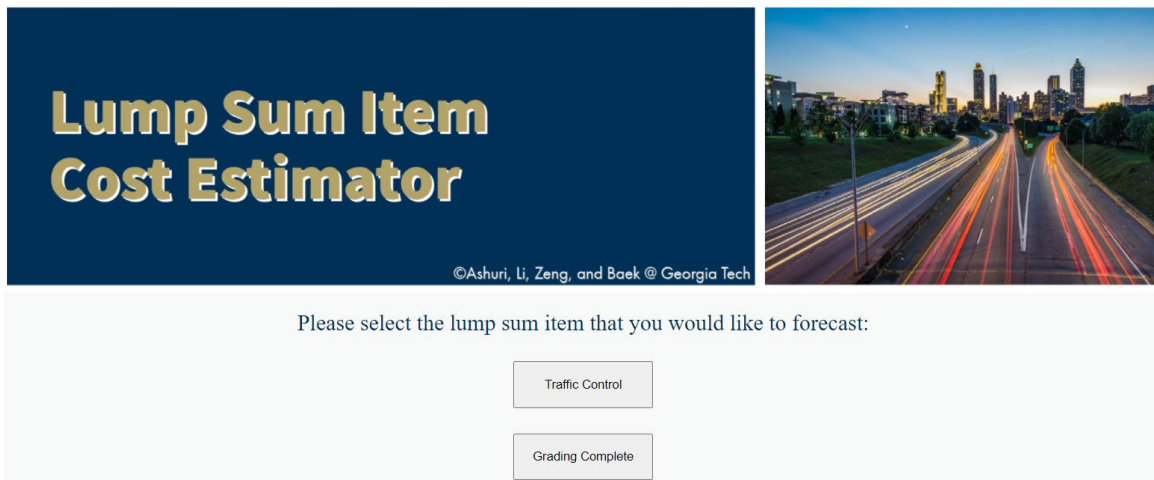 Lump Sum Item
Cost Estimator
©Ashuri, Li, Zeng, and Baek @ Georgia Tech
Please select the lump sum item that you would like to forecast:
Traffic Control
Grading Complete